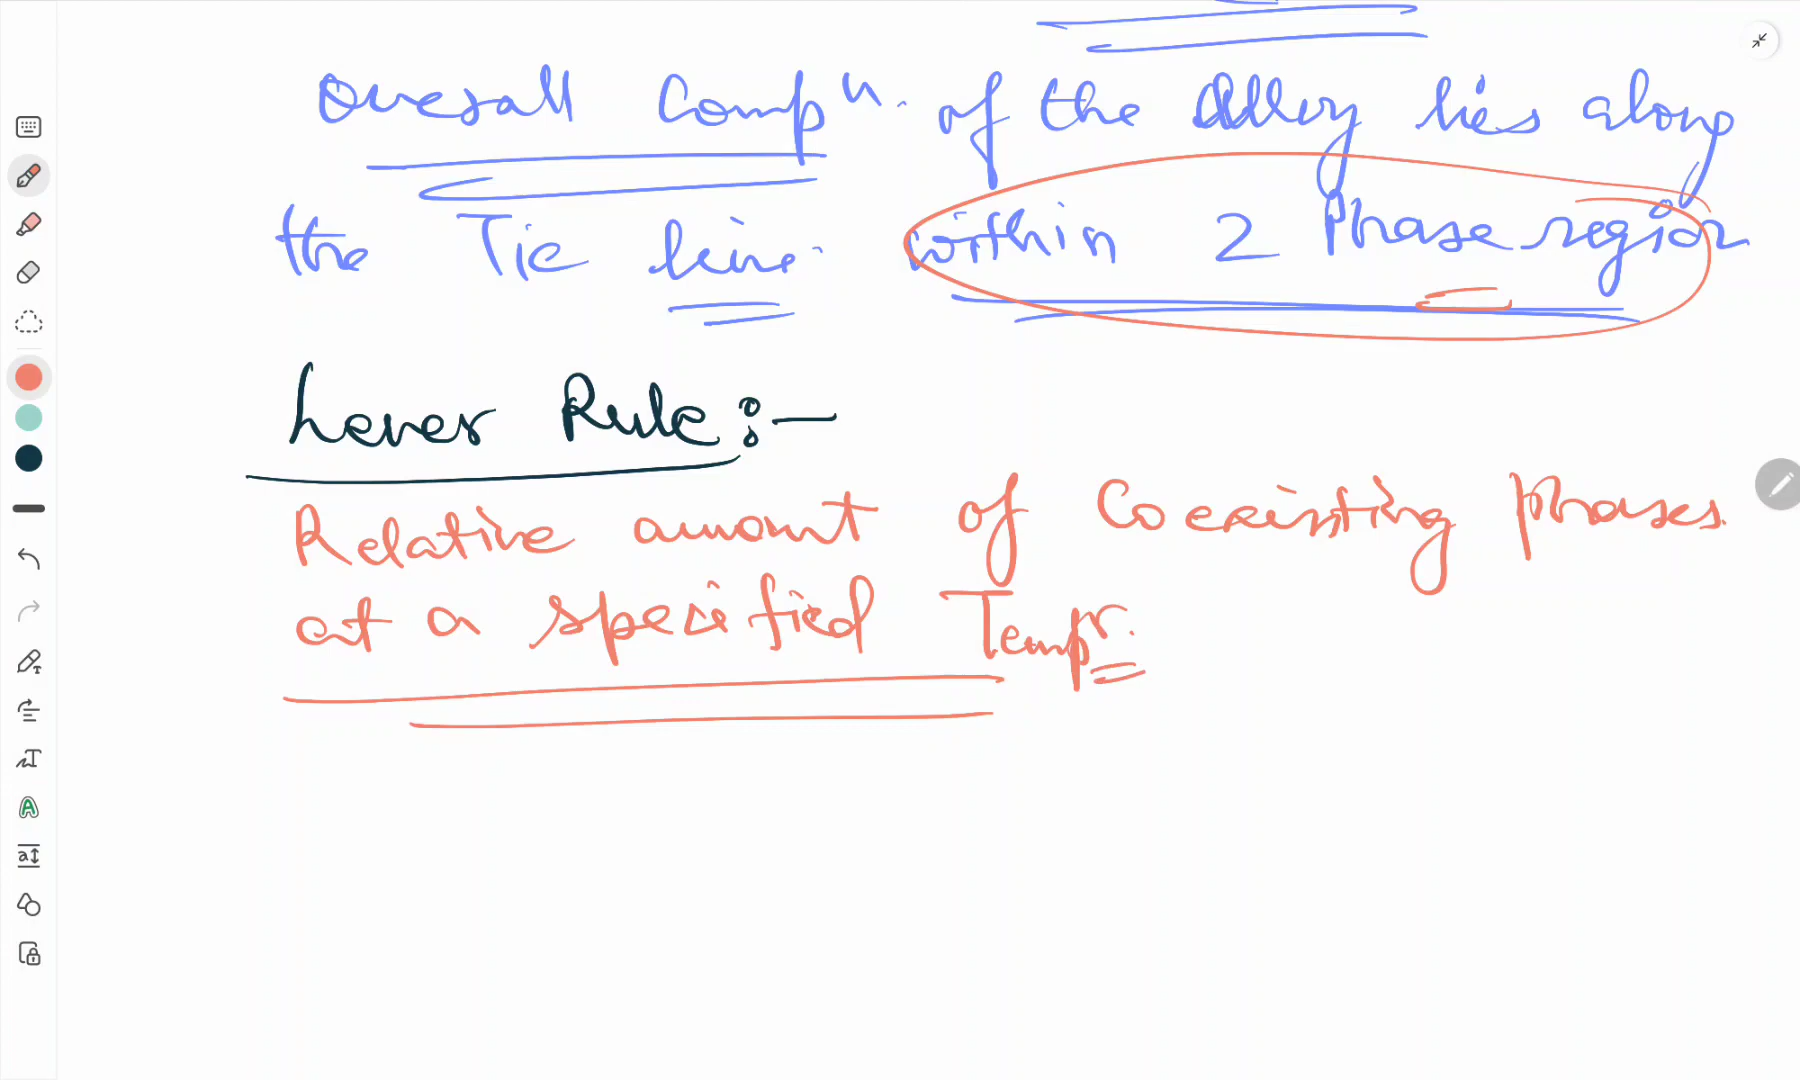 Overall Compn. of the Alloy lies along
the Tie line. within 2 Phase region
Lever Rule :-
Relative amount of Coexisting Phases.
at a specified Tempr.